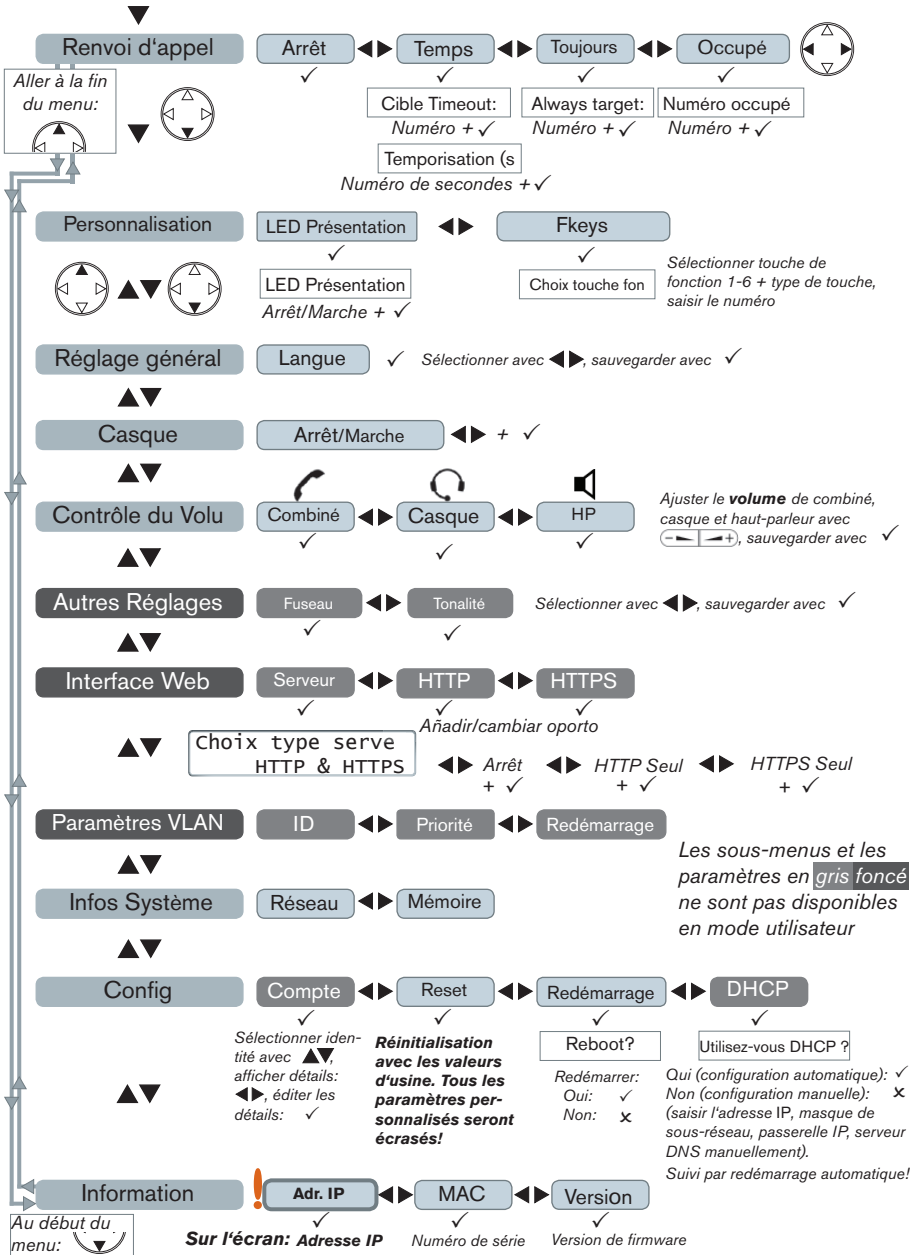 Renvoi d'appel
Arrêt
Temps
Toujours
Occupé
Aller à la fin
du menu:
Cible Timeout:
Always target:
Numéro occupé
Numéro + ✓
Numéro + ✓
Numéro + ✓
Temporisation (s
Numéro de secondes + ✓
Personnalisation
LED Présentation
Fkeys
LED Présentation
Arrêt/Marche + ✓
Choix touche fon
Sélectionner touche de
fonction 1-6 + type de touche,
saisir le numéro
Réglage général
Langue
✓ Sélectionner avec ◀▶, sauvegarder avec ✓
Casque
Arrêt/Marche
◀▶ + ✓
Contrôle du Volu
Combiné
Casque
HP
Ajuster le volume de combiné,
casque et haut-parleur avec
(- +), sauvegarder avec ✓
Autres Réglages
Fuseau
Tonalité
Sélectionner avec ◀▶, sauvegarder avec ✓
Interface Web
Serveur
HTTP
HTTPS
Añadir/cambiar oporto
Choix type serve
HTTP & HTTPS
◀▶ Arrêt
+ ✓
◀▶ HTTP Seul
+ ✓
◀▶ HTTPS Seul
+ ✓
Paramètres VLAN
ID
Priorité
Redémarrage
Les sous-menus et les
paramètres en gris foncé
ne sont pas disponibles
en mode utilisateur
Infos Système
Réseau
Mémoire
Config
Compte
Reset
Redémarrage
DHCP
Sélectionner iden-
tité avec ▲▼,
afficher détails:
◀▶, éditer les
détails: ✓
Réinitialisation
avec les valeurs
d'usine. Tous les
paramètres per-
sonnalisés seront
écrasés!
Reboot?
Redémarrer:
Oui: ✓
Non: x
Utilisez-vous DHCP ?
Qui (configuration automatique): ✓
Non (configuration manuelle): x
(saisir l'adresse IP, masque de
sous-réseau, passerelle IP, serveur
DNS manuellement).
Suivi par redémarrage automatique!
Information
!
Adr. IP
MAC
Version
Au début du
menu:
Sur l'écran: Adresse IP
Numéro de série
Version de firmware